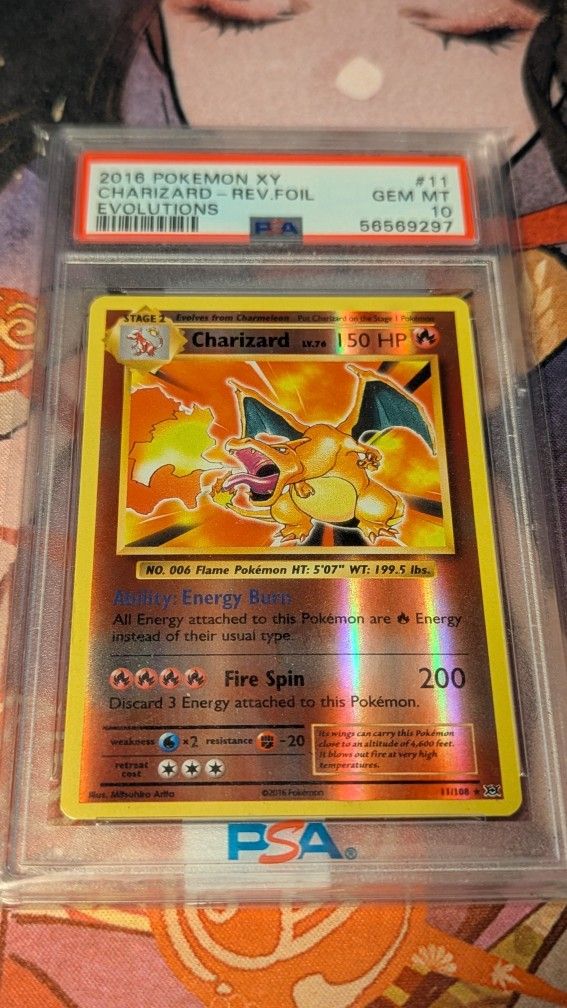 2016 POKEMON XY #11
CHARIZARD - REV.FOIL GEM MT
EVOLUTIONS 10
PSA 56569297
STAGE 2 Evolves from Charmeleon Put Charizard on the Stage 1 Pokémon
Charizard LV.76 150 HP
NO. 006 Flame Pokémon HT: 5'07" WT: 199.5 lbs.
Ability: Energy Burn
All Energy attached to this Pokémon are Energy
instead of their usual type.
Fire Spin 200
Discard 3 Energy attached to this Pokémon.
weakness ×2 resistance -20
retreat
cost
Its wings can carry this Pokémon
close to an altitude of 4,600 feet.
It blows out fire at very high
temperatures.
Illus. Mitsuhiro Arita ©2016 Pokémon 11/108 ★ XY
PSA®